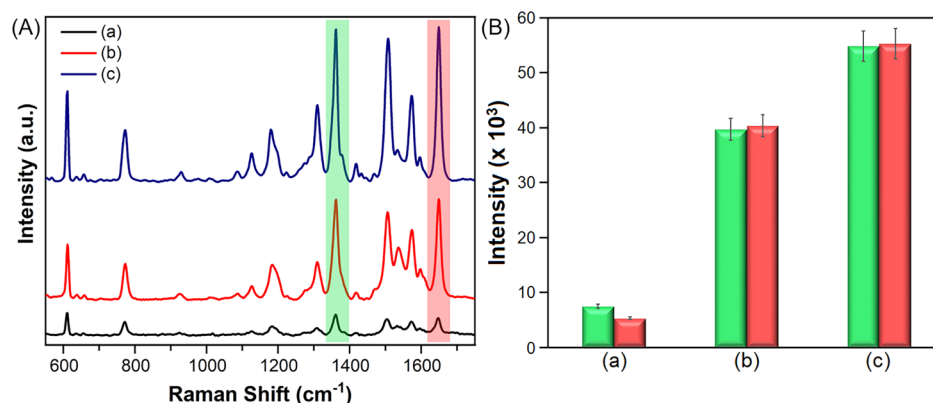 (A)
(a)
(b)
(c)
Intensity (a.u.)
600 800 1000 1200 1400 1600
Raman Shift (cm⁻¹)
(B)
60
50
40
30
20
10
0
Intensity (x 10³)
(a) (b) (c)